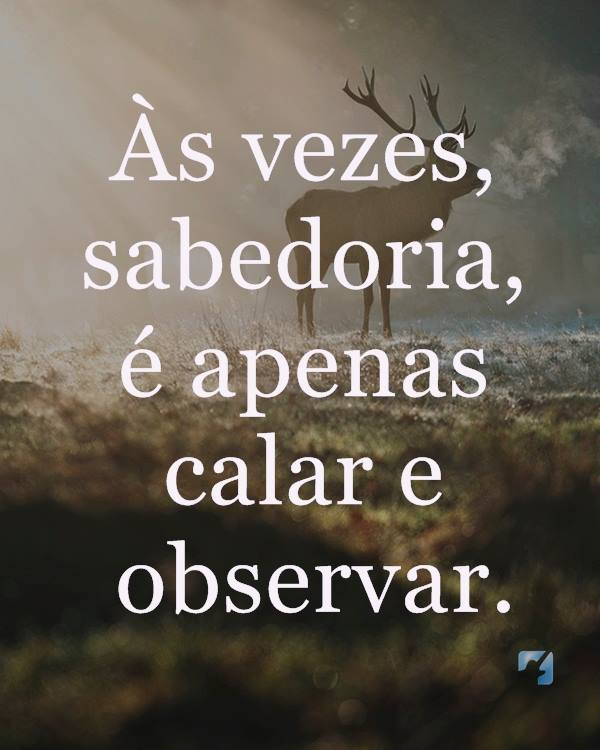 Às vezes,
sabedoria,
é apenas
calar e
observar.